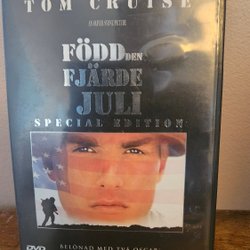 TOM CRUISE
FÖDD DEN
FJÄRDE
JULI
SPECIAL EDITION
DVD
BELÖNAD MED TVÅ OSCAR